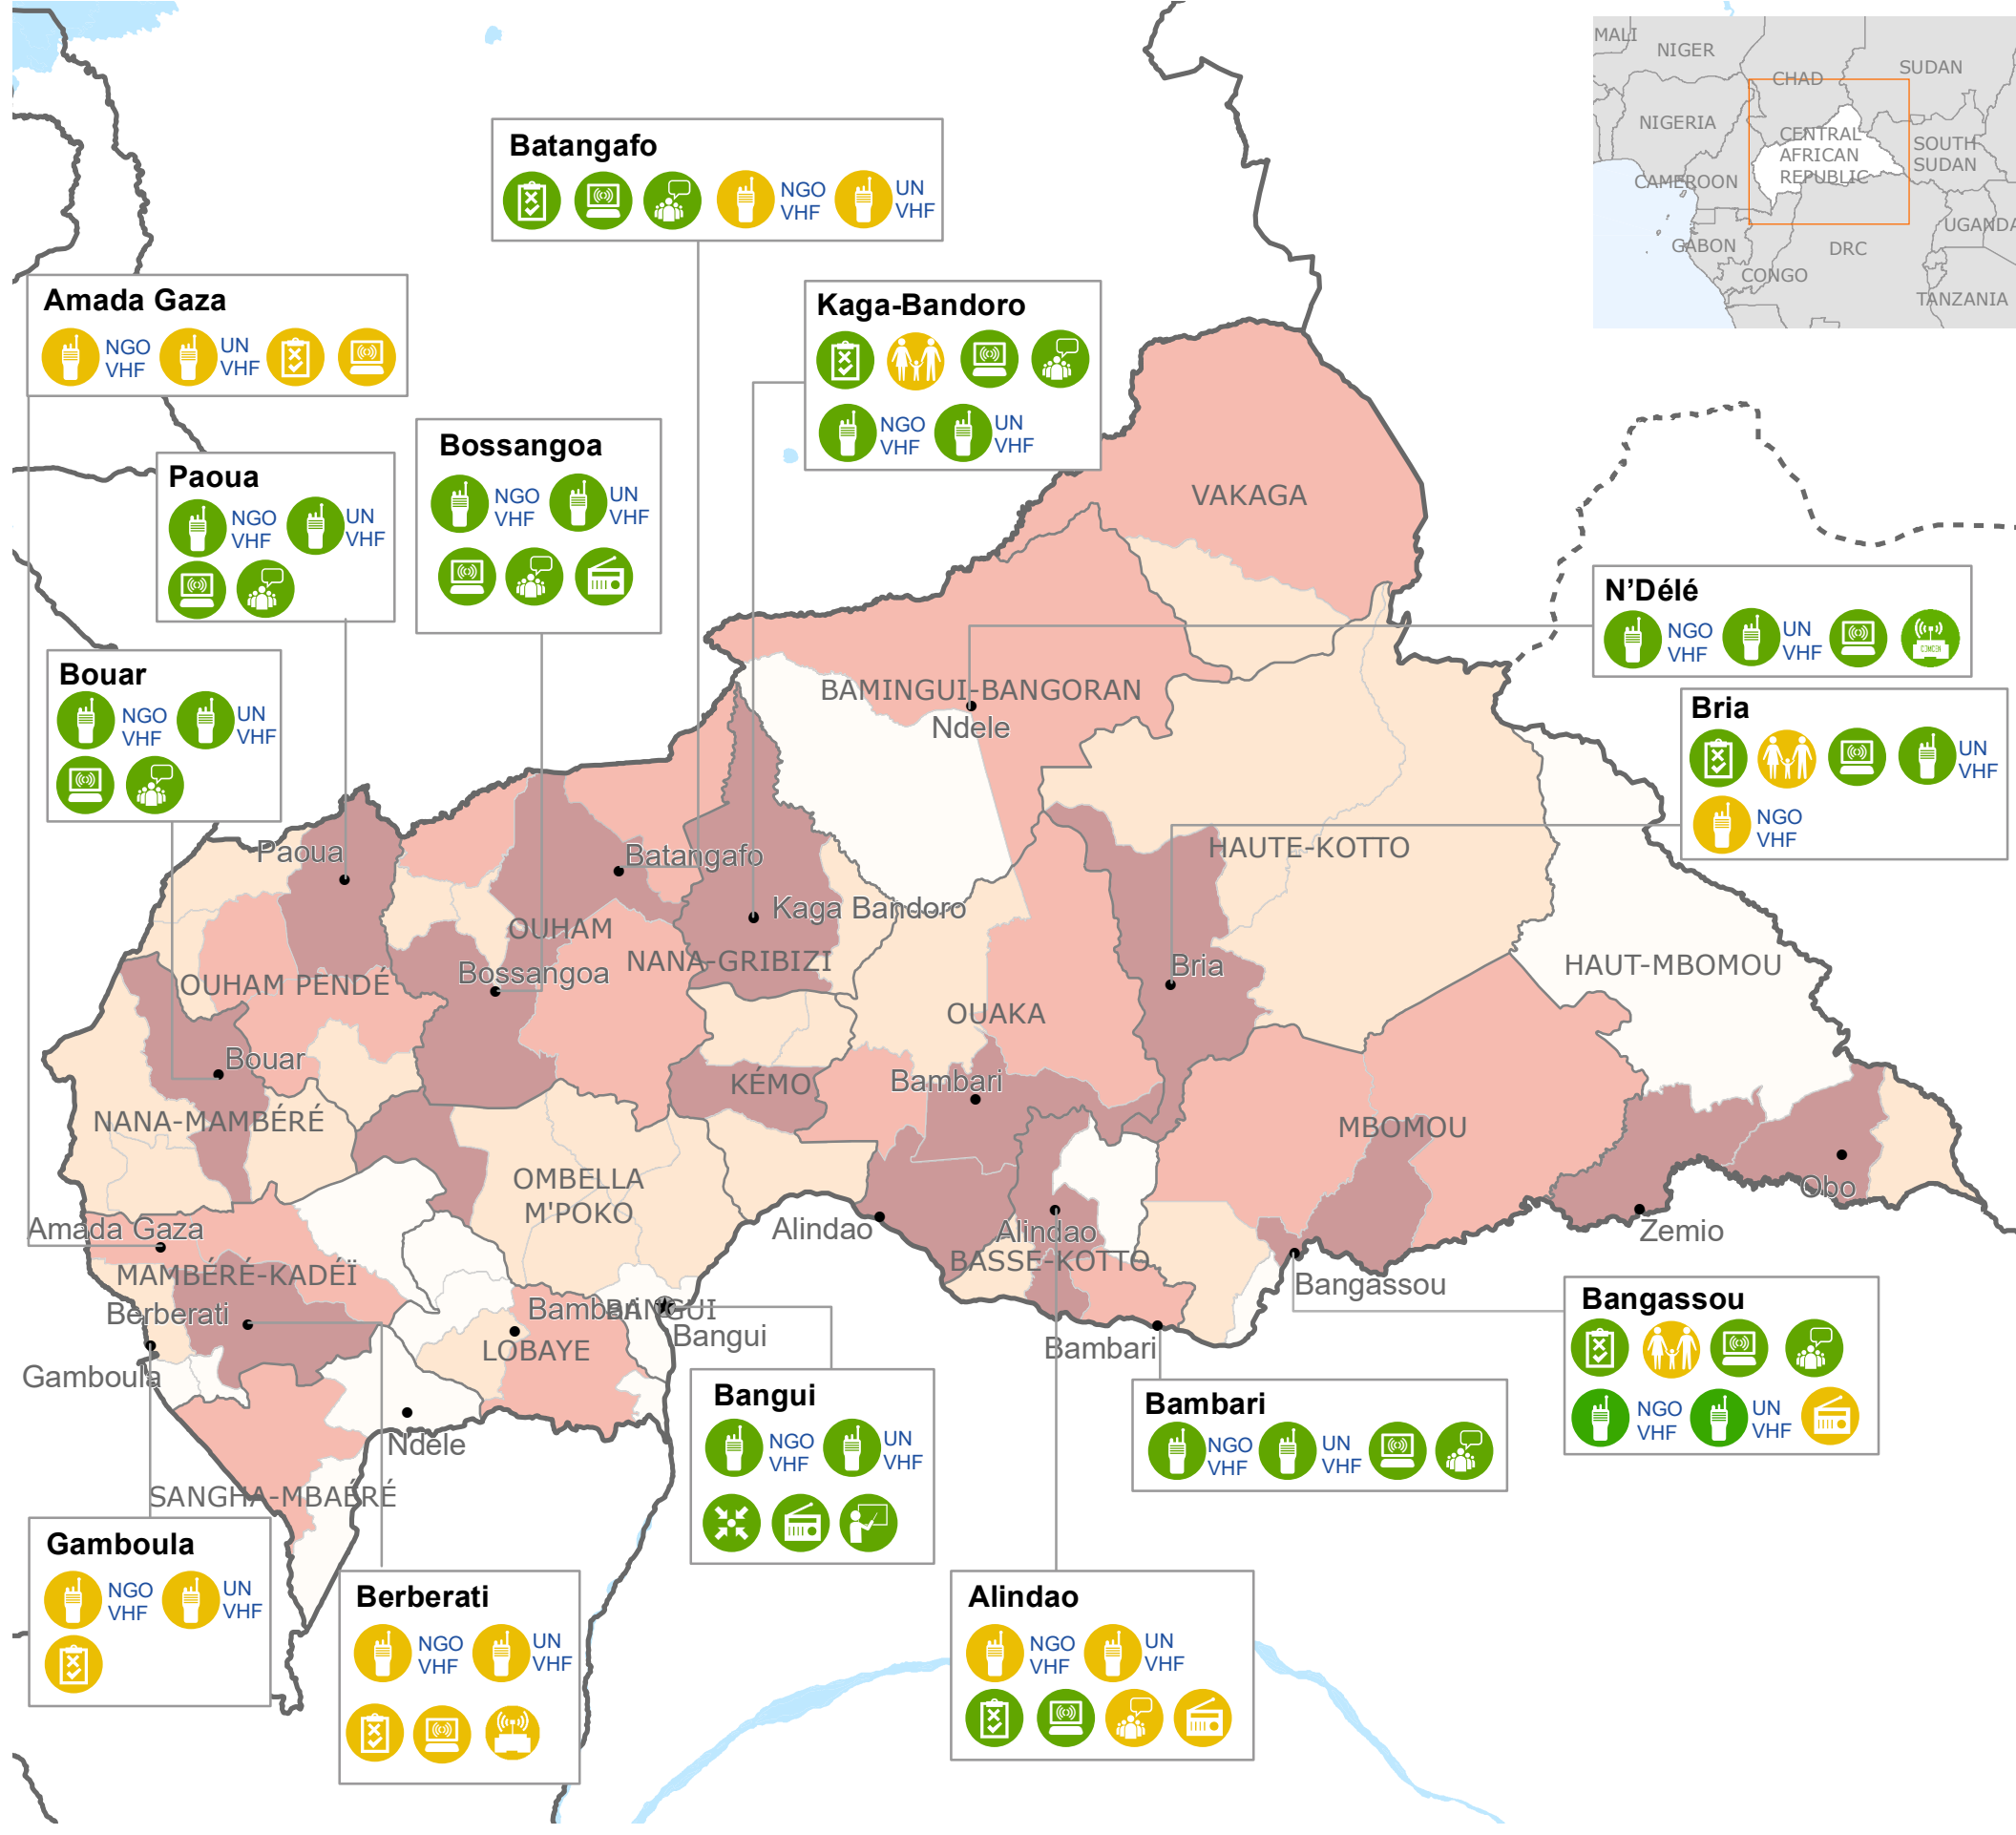 MALI
NIGER
CHAD
SUDAN
NIGERIA
CENTRAL
AFRICAN
REPUBLIC
SOUTH
SUDAN
CAMEROON
UGANDA
GABON
DRC
CONGO
TANZANIA
Batangafo
NGO
VHF
UN
VHF
Amada Gaza
NGO
VHF
UN
VHF
Kaga-Bandoro
NGO
VHF
UN
VHF
Bossangoa
NGO
VHF
UN
VHF
Paoua
NGO
VHF
UN
VHF
N'Délé
NGO
VHF
UN
VHF
Bouar
NGO
VHF
UN
VHF
Bria
UN
VHF
NGO
VHF
VAKAGA
BAMINGUI-BANGORAN
Ndele
HAUTE-KOTTO
Paoua
Batangafo
Kaga Bandoro
OUHAM
NANA-GRIBIZI
Bossangoa
OUHAM PENDÉ
Bria
HAUT-MBOMOU
OUAKA
Bouar
KÉMO
Bambari
NANA-MAMBÉRÉ
MBOMOU
OMBELLA
M'POKO
Obo
Amada Gaza
Alindao
Alindao
Zemio
BASSE-KOTTO
MAMBÉRÉ-KADÉÏ
Berberati
Bambari
BANGUI
Bangui
Bangassou
LOBAYE
Bambari
Gamboula
Ndele
SANGHA-MBAÉRÉ
Bangassou
NGO
VHF
UN
VHF
Bangui
NGO
VHF
UN
VHF
Bambari
NGO
VHF
UN
VHF
Gamboula
NGO
VHF
UN
VHF
Berberati
NGO
VHF
UN
VHF
Alindao
NGO
VHF
UN
VHF